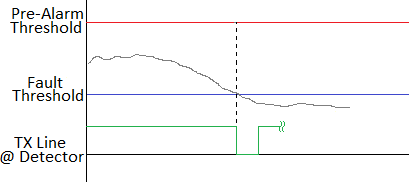 Pre-Alarm
Threshold
Fault
Threshold
TX Line
@ Detector